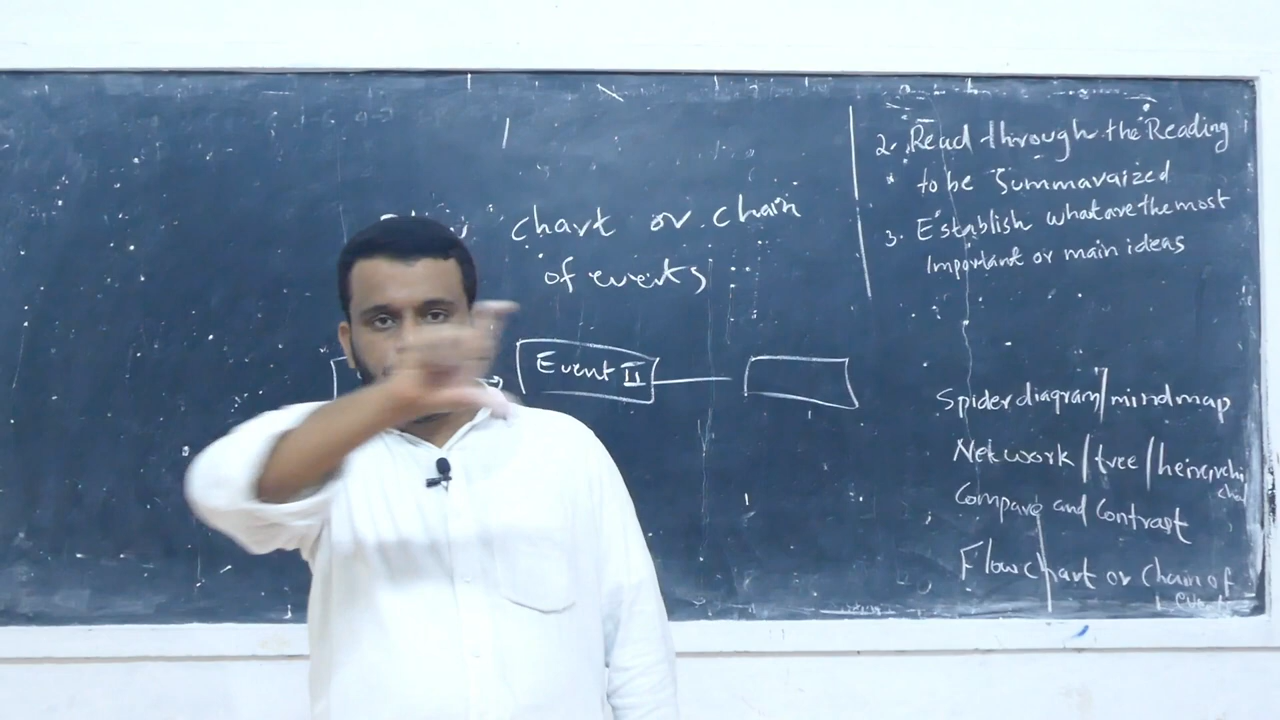 chart or chain
of events
Event II
2. Read through the Reading
to be Summaraized
3. Establish what are the most
Important or main ideas
Spider diagram/mindmap
Network/tree/heirarchi
chal
Compare and Contrast
Flow chart or Chain of